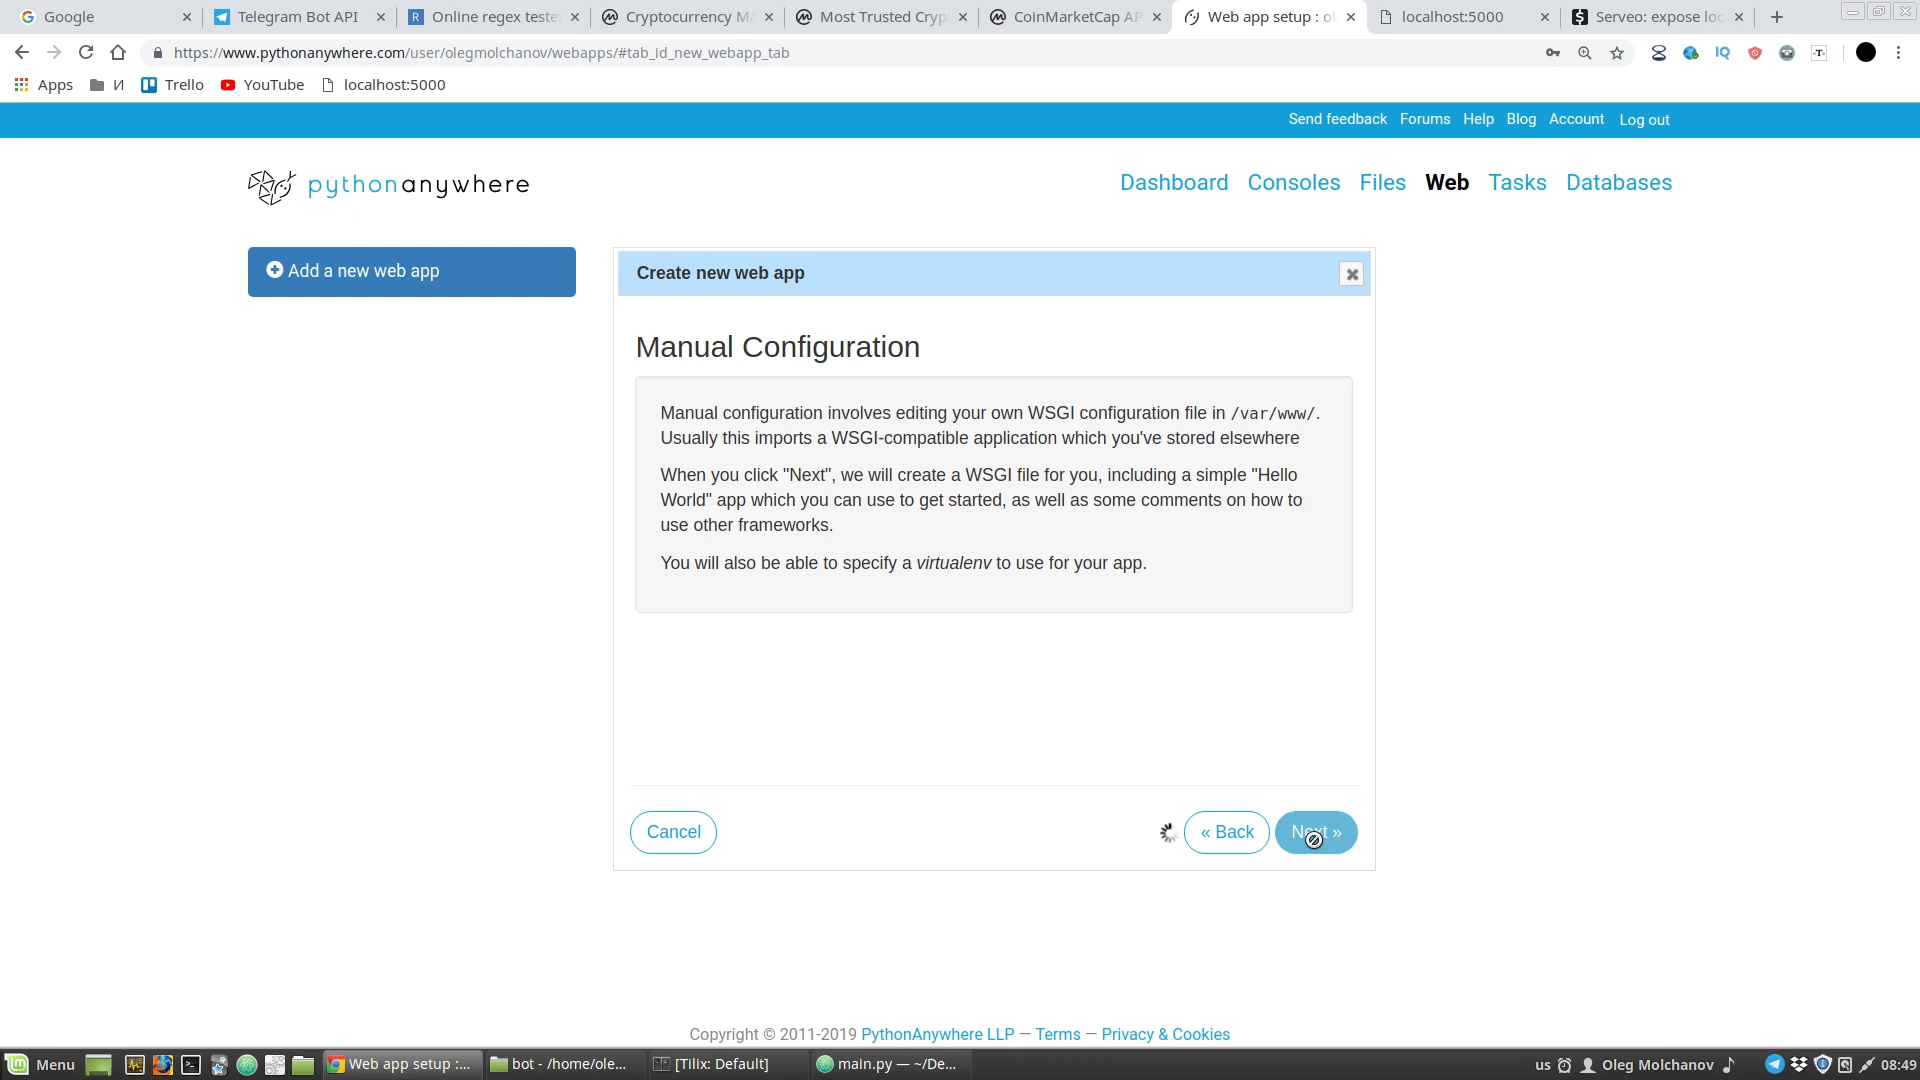 Google
Telegram Bot API
Online regex teste
Cryptocurrency Ma
Most Trusted Cryp
CoinMarketCap AP
Web app setup : ol
localhost:5000
Serveo: expose loc
https://www.pythonanywhere.com/user/olegmolchanov/webapps/#tab_id_new_webapp_tab
Apps
И
Trello
YouTube
localhost:5000
Send feedback Forums Help Blog Account Log out
pythonanywhere
Dashboard Consoles Files Web Tasks Databases
Add a new web app
Create new web app
Manual Configuration
Manual configuration involves editing your own WSGI configuration file in /var/www/.
Usually this imports a WSGI-compatible application which you've stored elsewhere
When you click "Next", we will create a WSGI file for you, including a simple "Hello
World" app which you can use to get started, as well as some comments on how to
use other frameworks.
You will also be able to specify a virtualenv to use for your app.
Cancel
« Back
Next »
Copyright © 2011-2019 PythonAnywhere LLP — Terms — Privacy & Cookies
Menu
Web app setup :...
bot - /home/ole...
[Tilix: Default]
main.py — ~/De...
us
Oleg Molchanov
08:49